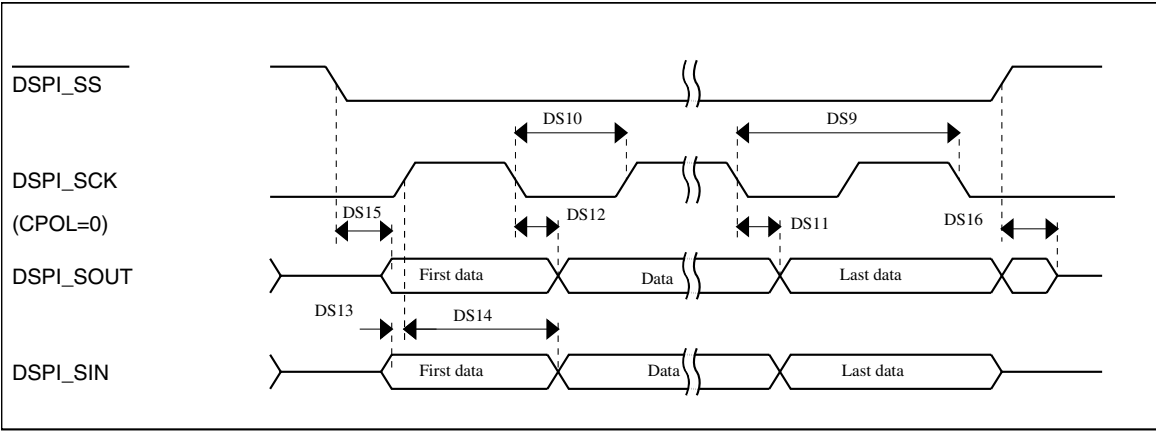 DSPI_SS
DS10
DS9
DSPI_SCK
(CPOL=0)
DS15
DS12
DS11
DS16
DSPI_SOUT
First data
Data
Last data
DS13
DS14
DSPI_SIN
First data
Data
Last data